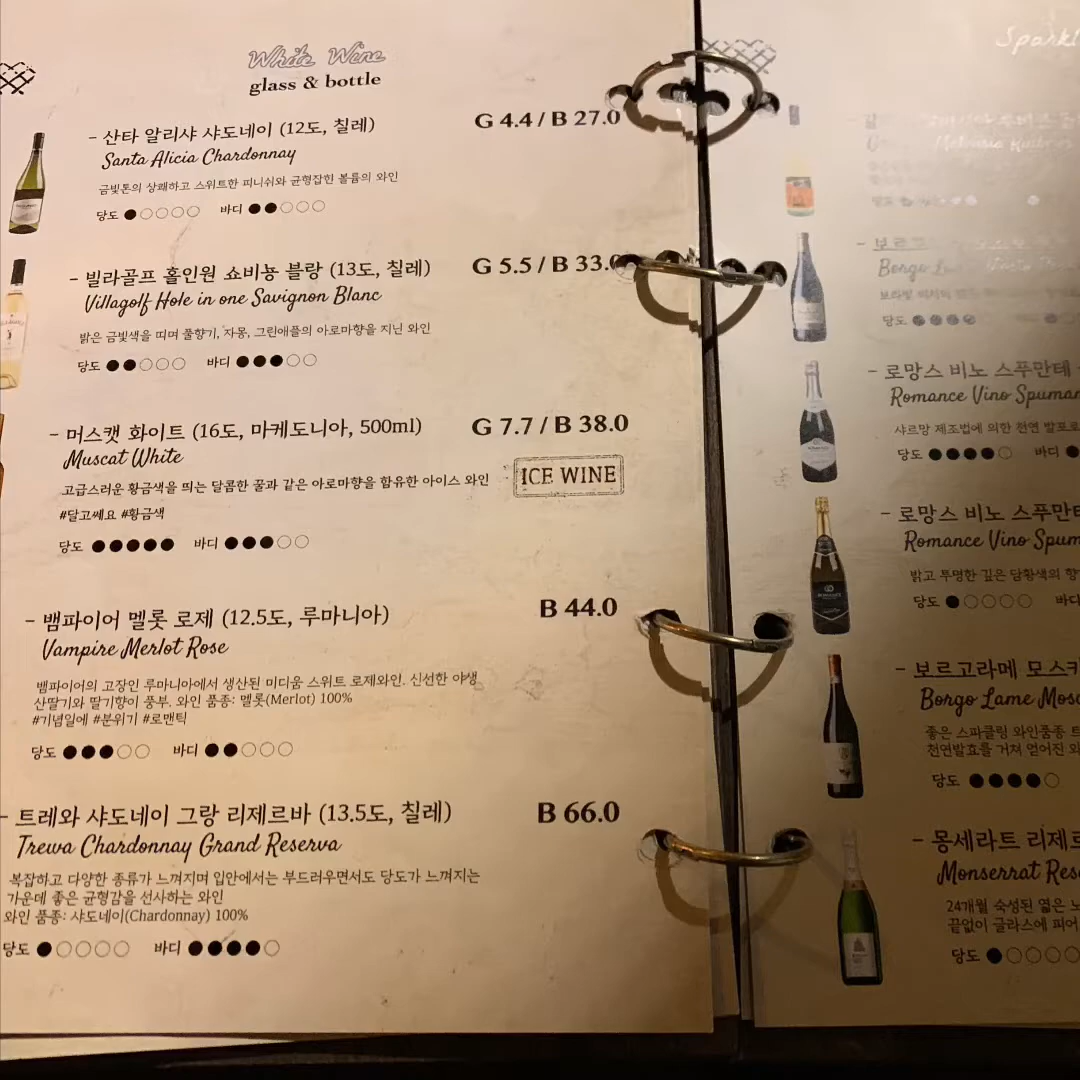 White Wine
glass & bottle
- 산타 알리샤 샤도네이 (12도, 칠레) G 4.4 / B 27.0
Santa Alicia Chardonnay
금빛톤의 상쾌하고 스위트한 피니쉬와 균형잡힌 볼륨의 와인
당도 ●○○○○ 바디 ●●○○○
- 빌라골프 홀인원 쇼비뇽 블랑 (13도, 칠레) G 5.5 / B 33.0
Villagolf Hole in one Savignon Blanc
밝은 금빛색을 띠며 풀향기, 자몽, 그린애플의 아로마향을 지닌 와인
당도 ●●○○○ 바디 ●●●○○
- 머스캣 화이트 (16도, 마케도니아, 500ml) G 7.7 / B 38.0
Muscat White
고급스러운 황금색을 띄는 달콤한 꿀과 같은 아로마향을 함유한 아이스 와인
ICE WINE
#달고쎄요 #황금색
당도 ●●●●● 바디 ●●●○○
- 뱀파이어 멜롯 로제 (12.5도, 루마니아) B 44.0
Vampire Merlot Rose
뱀파이어의 고장인 루마니아에서 생산된 미디움 스위트 로제와인. 신선한 야생
산딸기와 딸기향이 풍부. 와인 품종: 멜롯(Merlot) 100%
#기념일에 #분위기 #로맨틱
당도 ●●●○○ 바디 ●●○○○
- 트레와 샤도네이 그랑 리제르바 (13.5도, 칠레) B 66.0
Trewa Chardonnay Grand Reserva
복잡하고 다양한 종류가 느껴지며 입안에서는 부드러우면서도 당도가 느껴지는
가운데 좋은 균형감을 선사하는 와인
와인 품종: 샤도네이(Chardonnay) 100%
당도 ●○○○○ 바디 ●●●●○
Sparkl
Borgo
당도
- 로망스 비노 스푸만테
Romance Vino Spuman
샤르망 제조법에 의한 천연 발포
당도 ●●●●○ 바디 ●
- 로망스 비노 스푸만테
Romance Vino Spum
밝고 투명한 깊은 담황색의 향
당도 ●○○○○ 바디
- 보르고라메 모스카
Borgo Lame Mosc
좋은 스파클링 와인품종
천연발효를 거쳐 얻어진
당도 ●●●●○
- 몽세라트 리제르
Monserrat Res
24개월 숙성된 엷은
끝없이 글라스에 피어
당도 ●○○○○